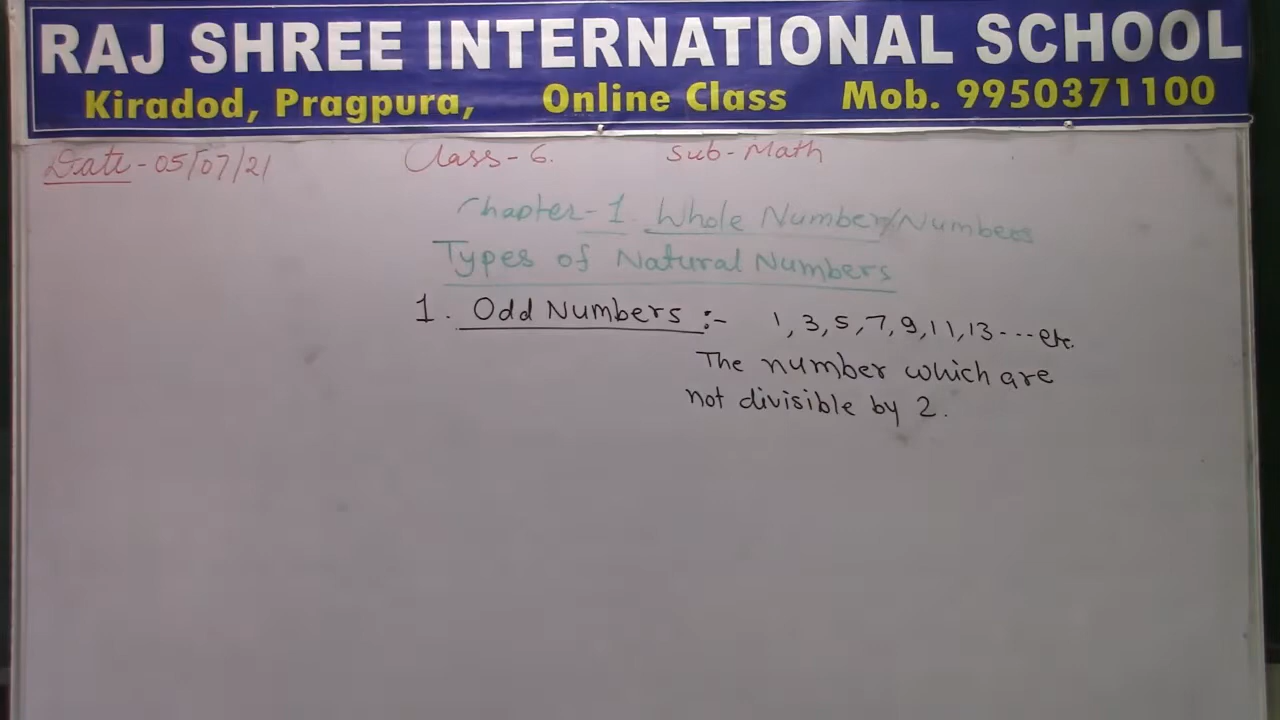 RAJ SHREE INTERNATIONAL SCHOOL
Kiradod, Pragpura, Online Class Mob. 9950371100
Date - 05/07/21 Class - 6. Sub - Math
Chapter - 1. Whole Number/Numbers
Types of Natural Numbers
1. Odd Numbers :- 1, 3, 5, 7, 9, 11, 13 --- etc.
The number which are
not divisible by 2.